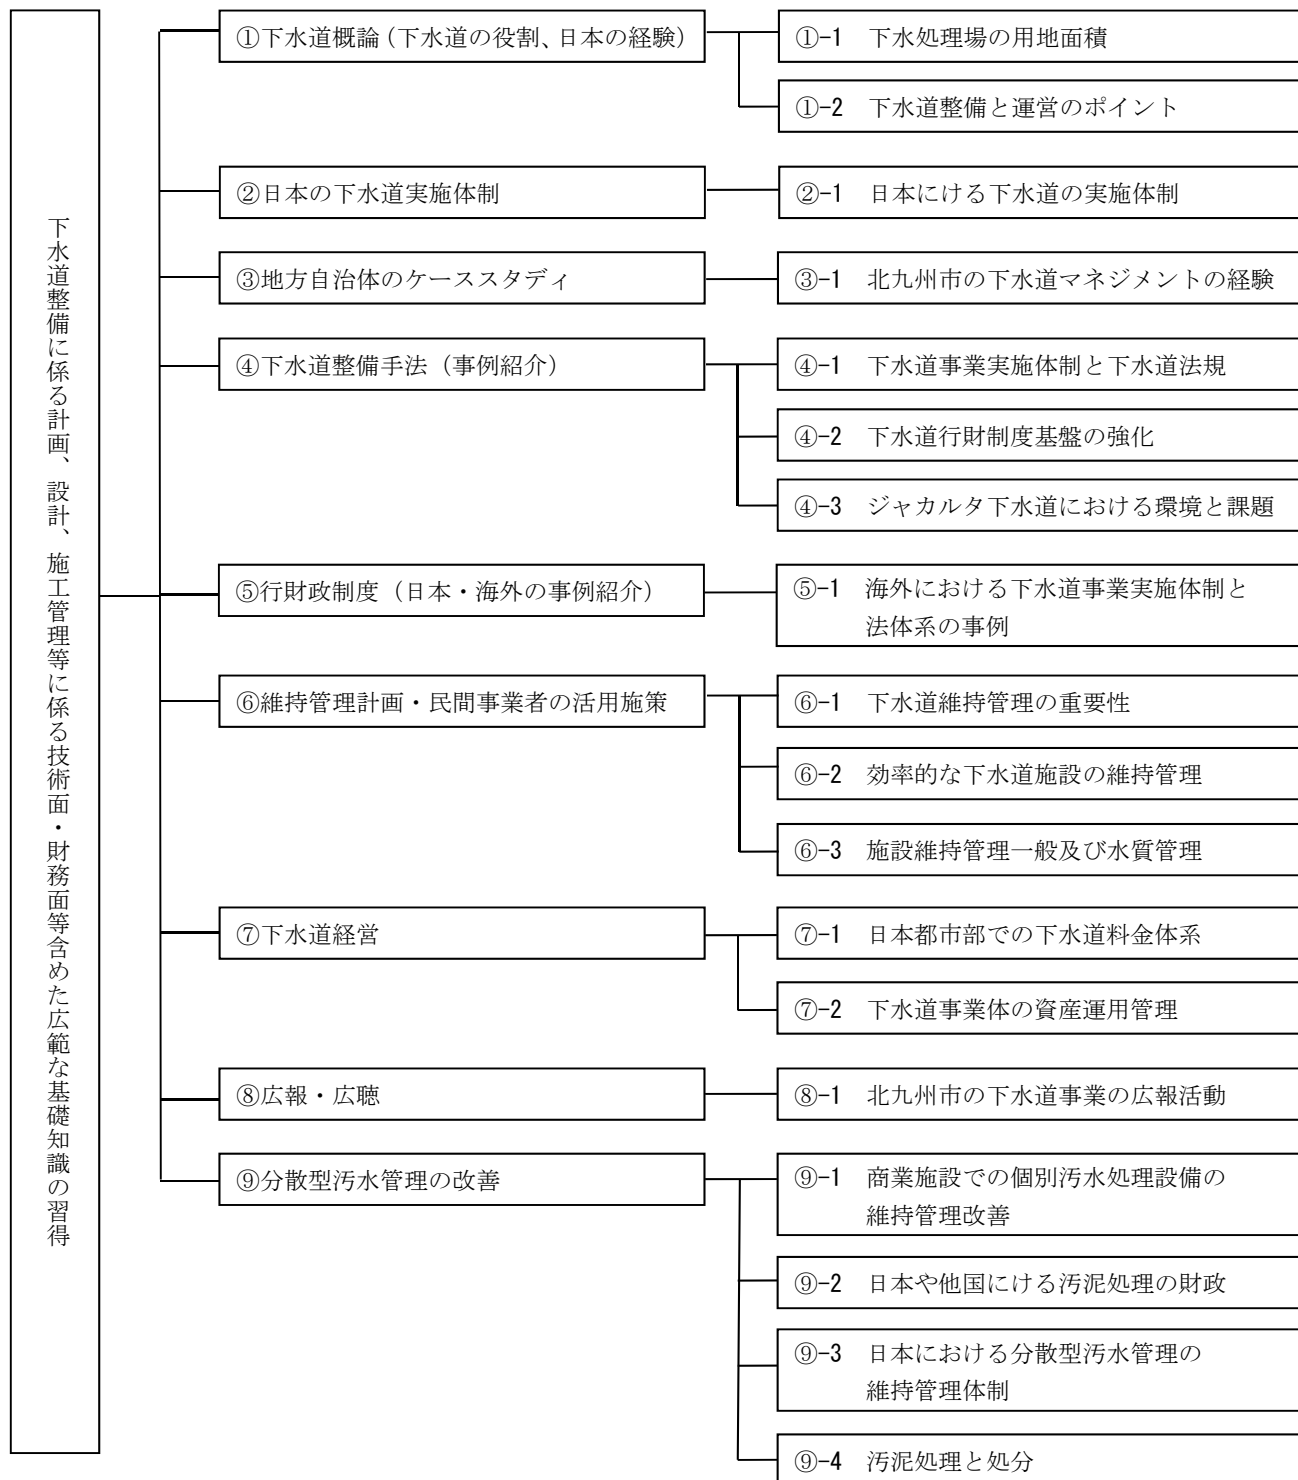 下水道整備に係る計画、設計、施工管理等に係る技術面・財務面等含めた広範な基礎知識の習得
①下水道概論（下水道の役割、日本の経験）
①-1 下水処理場の用地面積
①-2 下水道整備と運営のポイント
②日本の下水道実施体制
②-1 日本にける下水道の実施体制
③地方自治体のケーススタディ
③-1 北九州市の下水道マネジメントの経験
④下水道整備手法（事例紹介）
④-1 下水道事業実施体制と下水道法規
④-2 下水道行財制度基盤の強化
④-3 ジャカルタ下水道における環境と課題
⑤行財政制度（日本・海外の事例紹介）
⑤-1 海外における下水道事業実施体制と
法体系の事例
⑥維持管理計画・民間事業者の活用施策
⑥-1 下水道維持管理の重要性
⑥-2 効率的な下水道施設の維持管理
⑥-3 施設維持管理一般及び水質管理
⑦下水道経営
⑦-1 日本都市部での下水道料金体系
⑦-2 下水道事業体の資産運用管理
⑧広報・広聴
⑧-1 北九州市の下水道事業の広報活動
⑨分散型汚水管理の改善
⑨-1 商業施設での個別汚水処理設備の
維持管理改善
⑨-2 日本や他国にける汚泥処理の財政
⑨-3 日本における分散型汚水管理の
維持管理体制
⑨-4 汚泥処理と処分